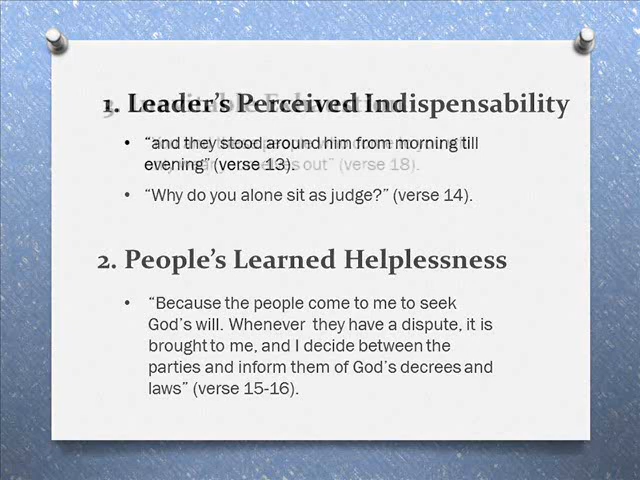 1. Leader's Perceived Indispensability
• "and they stood around him from morning till
evening" (verse 13).
out" (verse 18).
• "Why do you alone sit as judge?" (verse 14).
2. People's Learned Helplessness
• "Because the people come to me to seek
God's will. Whenever they have a dispute, it is
brought to me, and I decide between the
parties and inform them of God's decrees and
laws" (verse 15-16).